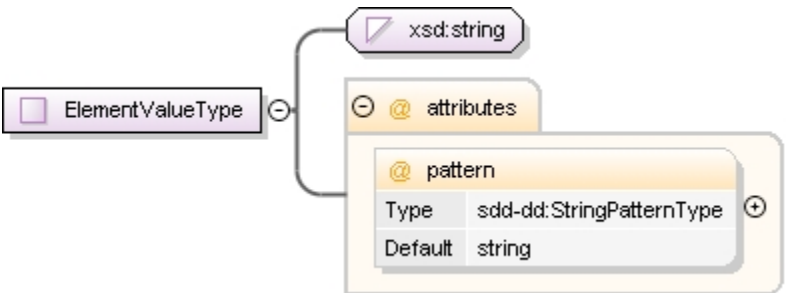 xsd:string
ElementValueType
@ attributes
@ pattern
Type sdd-dd:StringPatternType
Default string